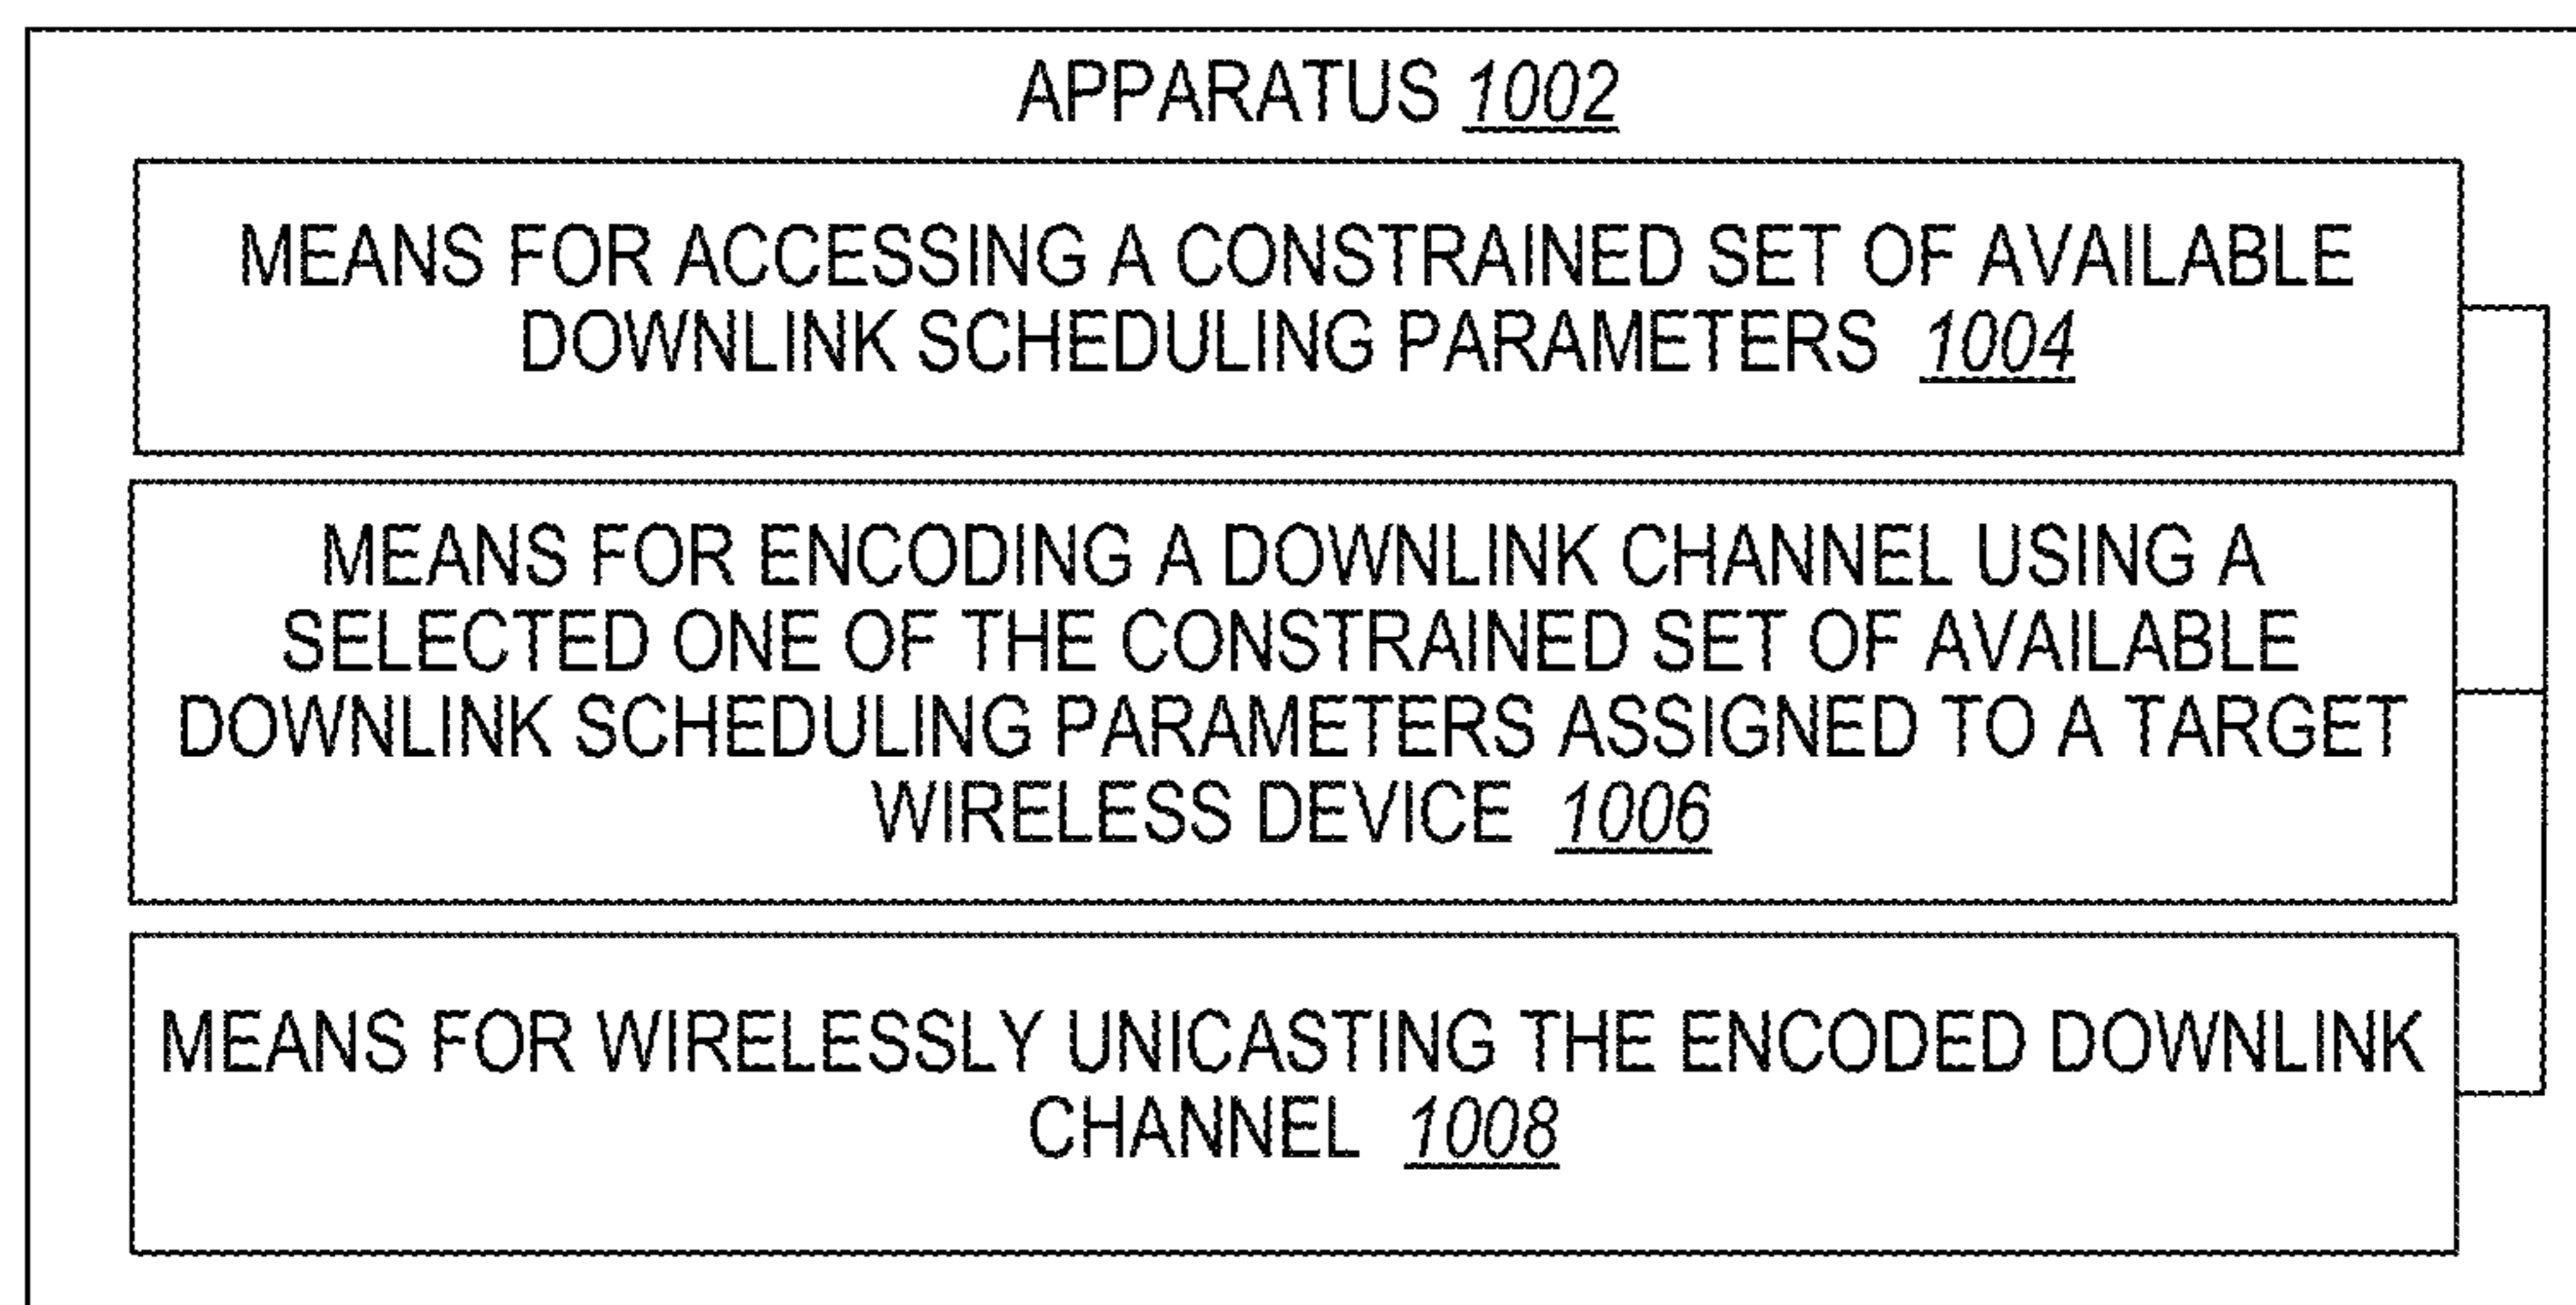 APPARATUS 1002
MEANS FOR ACCESSING A CONSTRAINED SET OF AVAILABLE
DOWNLINK SCHEDULING PARAMETERS 1004
MEANS FOR ENCODING A DOWNLINK CHANNEL USING A
SELECTED ONE OF THE CONSTRAINED SET OF AVAILABLE
DOWNLINK SCHEDULING PARAMETERS ASSIGNED TO A TARGET
WIRELESS DEVICE 1006
MEANS FOR WIRELESSLY UNICASTING THE ENCODED DOWNLINK
CHANNEL 1008